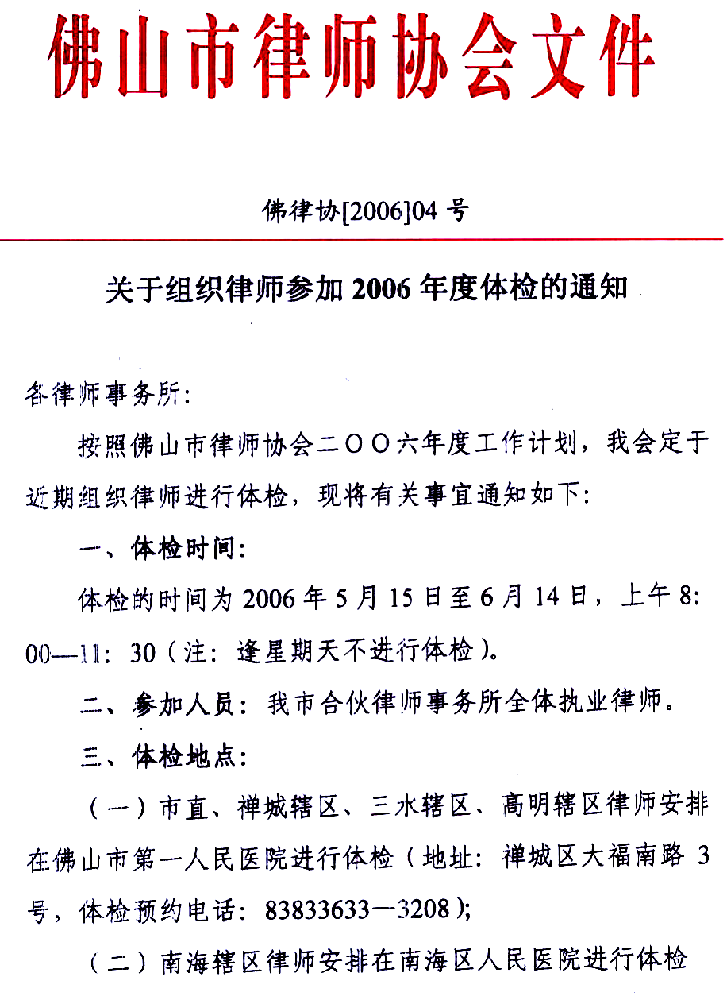 佛山市律师协会文件
佛律协[2006]04 号
关于组织律师参加 2006 年度体检的通知
各律师事务所：
按照佛山市律师协会二〇〇六年度工作计划，我会定于
近期组织律师进行体检，现将有关事宜通知如下：
一、体检时间：
体检的时间为 2006 年 5 月 15 日至 6 月 14 日，上午 8：
00—11：30（注：逢星期天不进行体检）。
二、参加人员：我市合伙律师事务所全体执业律师。
三、体检地点：
（一）市直、禅城辖区、三水辖区、高明辖区律师安排
在佛山市第一人民医院进行体检（地址：禅城区大福南路 3
号，体检预约电话：83833633—3208）；
（二）南海辖区律师安排在南海区人民医院进行体检